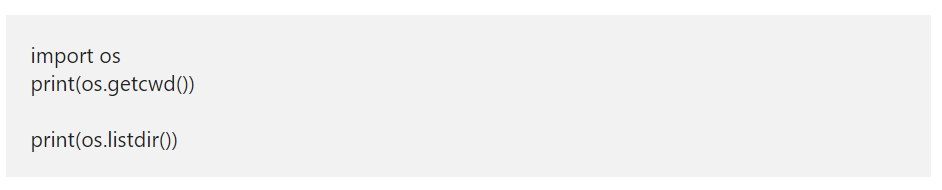 import os
print(os.getcwd())
print(os.listdir())